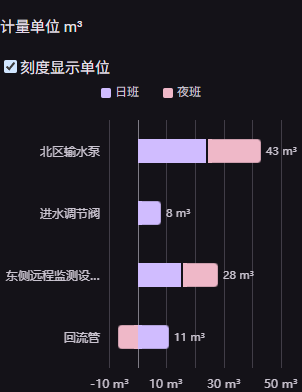 计量单位 m³
刻度显示单位
日班 夜班
北区输水泵 43 m³
进水调节阀 8 m³
东侧远程监测设... 28 m³
回流管 11 m³
-10 m³ 10 m³ 30 m³ 50 m³